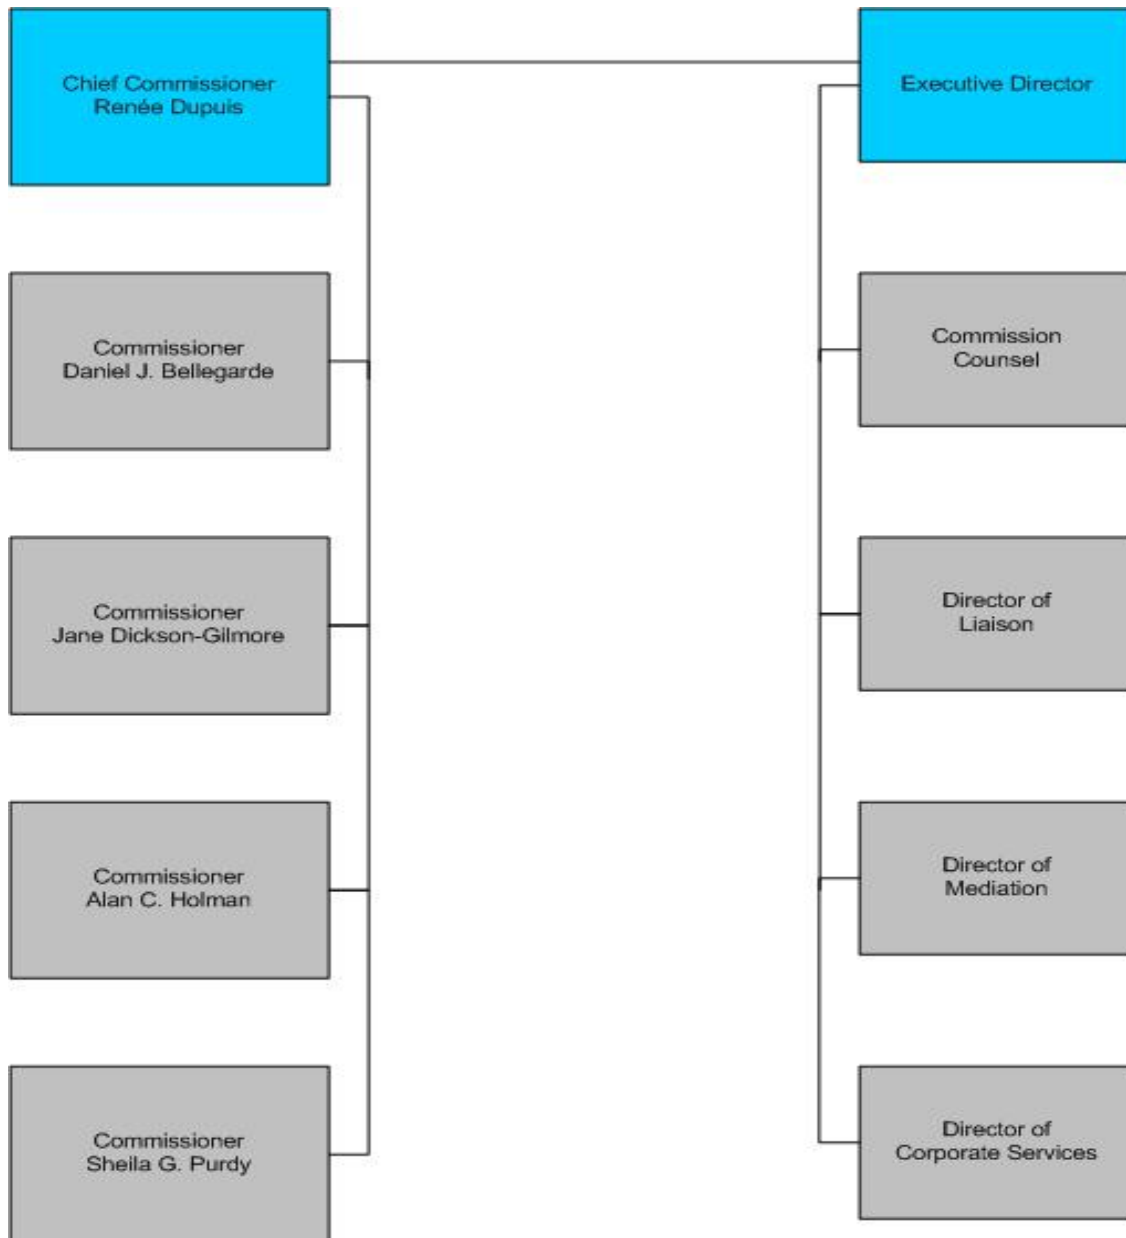 Chief Commissioner
Renée Dupuis
Executive Director
Commissioner
Daniel J. Bellegarde
Commission
Counsel
Commissioner
Jane Dickson-Gilmore
Director of
Liaison
Commissioner
Alan C. Holman
Director of
Mediation
Commissioner
Sheila G. Purdy
Director of
Corporate Services